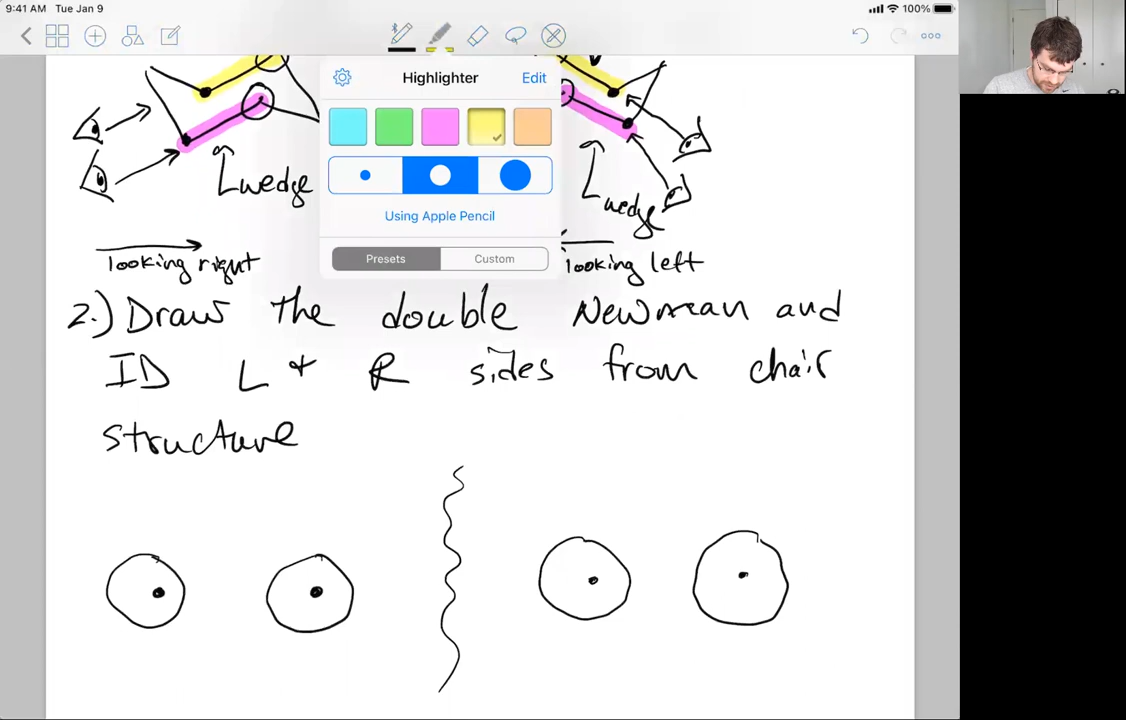 9:41 AM Tue Jan 9
100%
Highlighter
Edit
Using Apple Pencil
Presets
Custom
wedge
wedge
looking right
looking left
2.) Draw the double Newman and
ID L + R sides from chair
structure